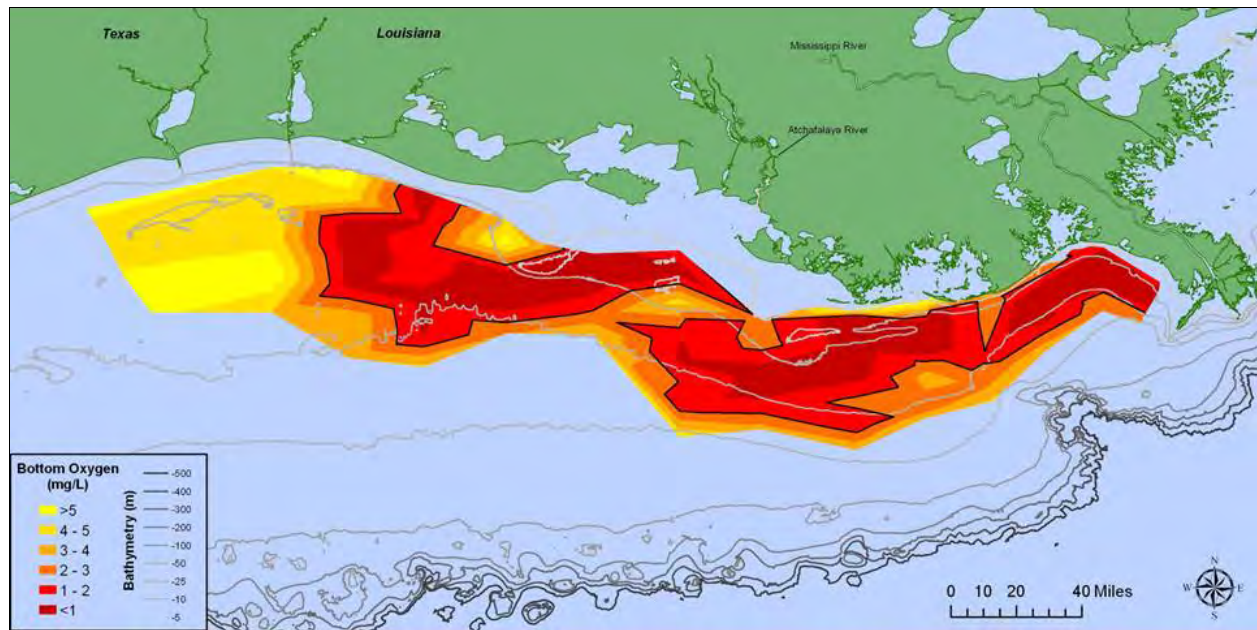 Texas
Louisiana
Mississippi River
Atchafalaya River
Bottom Oxygen
(mg/L)
>5
4 - 5
3 - 4
2 - 3
1 - 2
<1
Bathymetry (m)
-500
-400
-300
-200
-100
-50
-25
-10
-5
0 10 20 40 Miles
N
W E
S